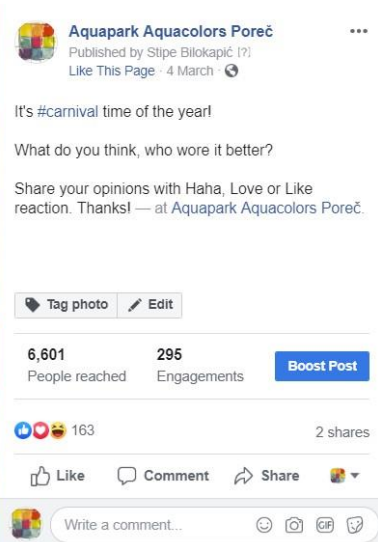 Aquapark Aquacolors Poreč
Published by Stipe Bilokapić [?]
Like This Page · 4 March ·
It's #carnival time of the year!
What do you think, who wore it better?
Share your opinions with Haha, Love or Like
reaction. Thanks! — at Aquapark Aquacolors Poreč.
Tag photo Edit
6,601 295
People reached Engagements
Boost Post
163 2 shares
Like Comment Share
Write a comment... GIF